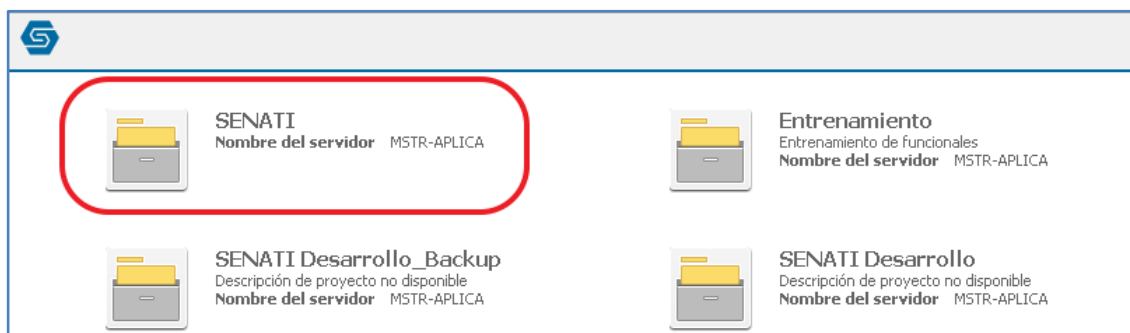 SENATI
Nombre del servidor MSTR-APLICA
Entrenamiento
Entrenamiento de funcionales
Nombre del servidor MSTR-APLICA
SENATI Desarrollo_Backup
Descripción de proyecto no disponible
Nombre del servidor MSTR-APLICA
SENATI Desarrollo
Descripción de proyecto no disponible
Nombre del servidor MSTR-APLICA